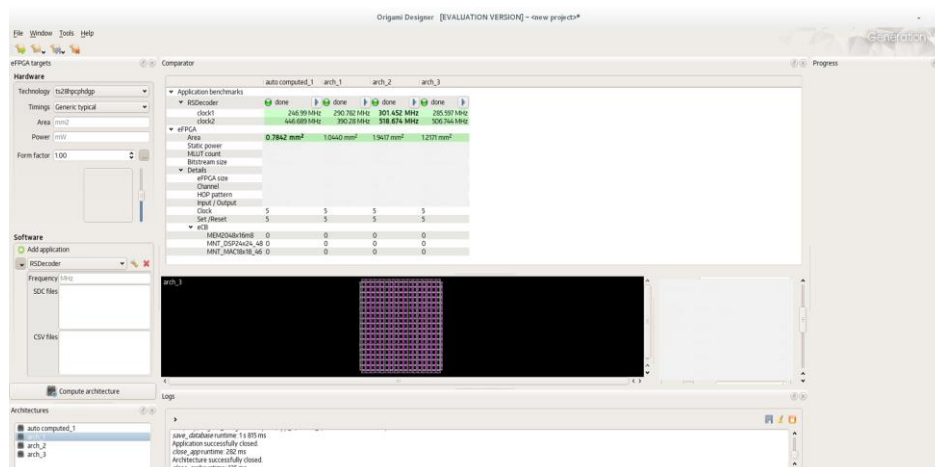 Origami Designer [EVALUATION VERSION] - <new project>*
File Window Tools Help
Generation
eFPGA targets
Hardware
Technology ts28hpcphdgp
Timings Generic typical
Area mm2
Power mW
Form factor 1.00
Software
Add application
RSDecoder
Frequency MHz
SDC files
CSV files
Compute architecture
Architectures
auto computed_1
arch_1
arch_2
arch_3
Comparator
auto computed_1 arch_1 arch_2 arch_3
Application benchmarks
RSDecoder done done done done
clock1 246.99 MHz 290.782 MHz 301.452 MHz 285.597 MHz
clock2 446.689 MHz 390.28 MHz 518.674 MHz 506.744 MHz
eFPGA
Area 0.7842 mm² 1.0440 mm² 1.9417 mm² 1.2171 mm²
Static power
MLUT count
Bitstream size
Details
eFPGA size
Channel
HOP pattern
Input / Output
Clock 5 5 5 5
Set /Reset 5 5 5 5
eCB
MEM2048x16m8 0 0 0 0
MNT_DSP24x24_48 0 0 0 0
MNT_MAC18x18_46 0 0 0 0
arch_3
Logs
>
save_database runtime: 1 s 815 ms
Application successfully closed.
close_app runtime: 282 ms
Architecture successfully closed.
Progress